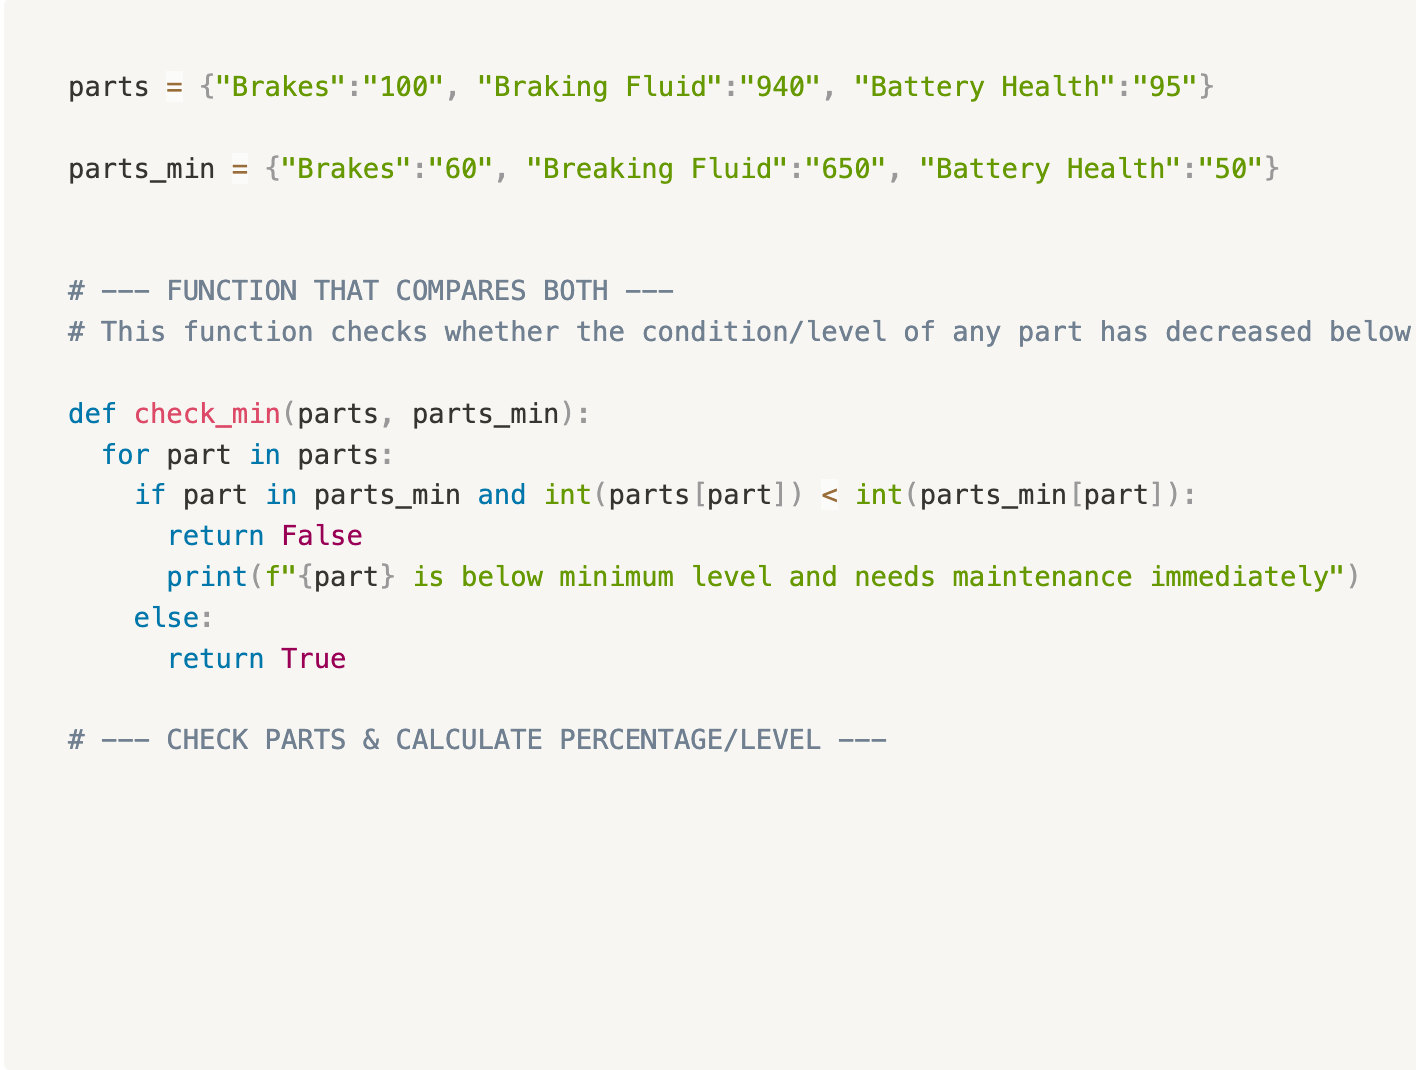 parts = {"Brakes":"100", "Braking Fluid":"940", "Battery Health":"95"}
parts_min = {"Brakes":"60", "Breaking Fluid":"650", "Battery Health":"50"}
# --- FUNCTION THAT COMPARES BOTH ---
# This function checks whether the condition/level of any part has decreased below
def check_min(parts, parts_min):
  for part in parts:
    if part in parts_min and int(parts[part]) < int(parts_min[part]):
      return False
      print(f"{part} is below minimum level and needs maintenance immediately")
    else:
      return True
# --- CHECK PARTS & CALCULATE PERCENTAGE/LEVEL ---